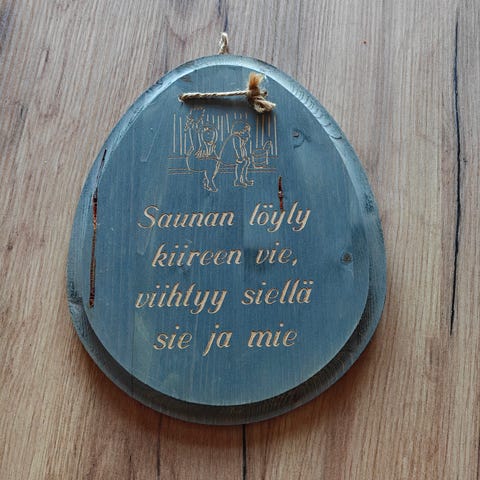 Saunan löyly
kiireen vie,
viihtyy siellä
sie ja mie